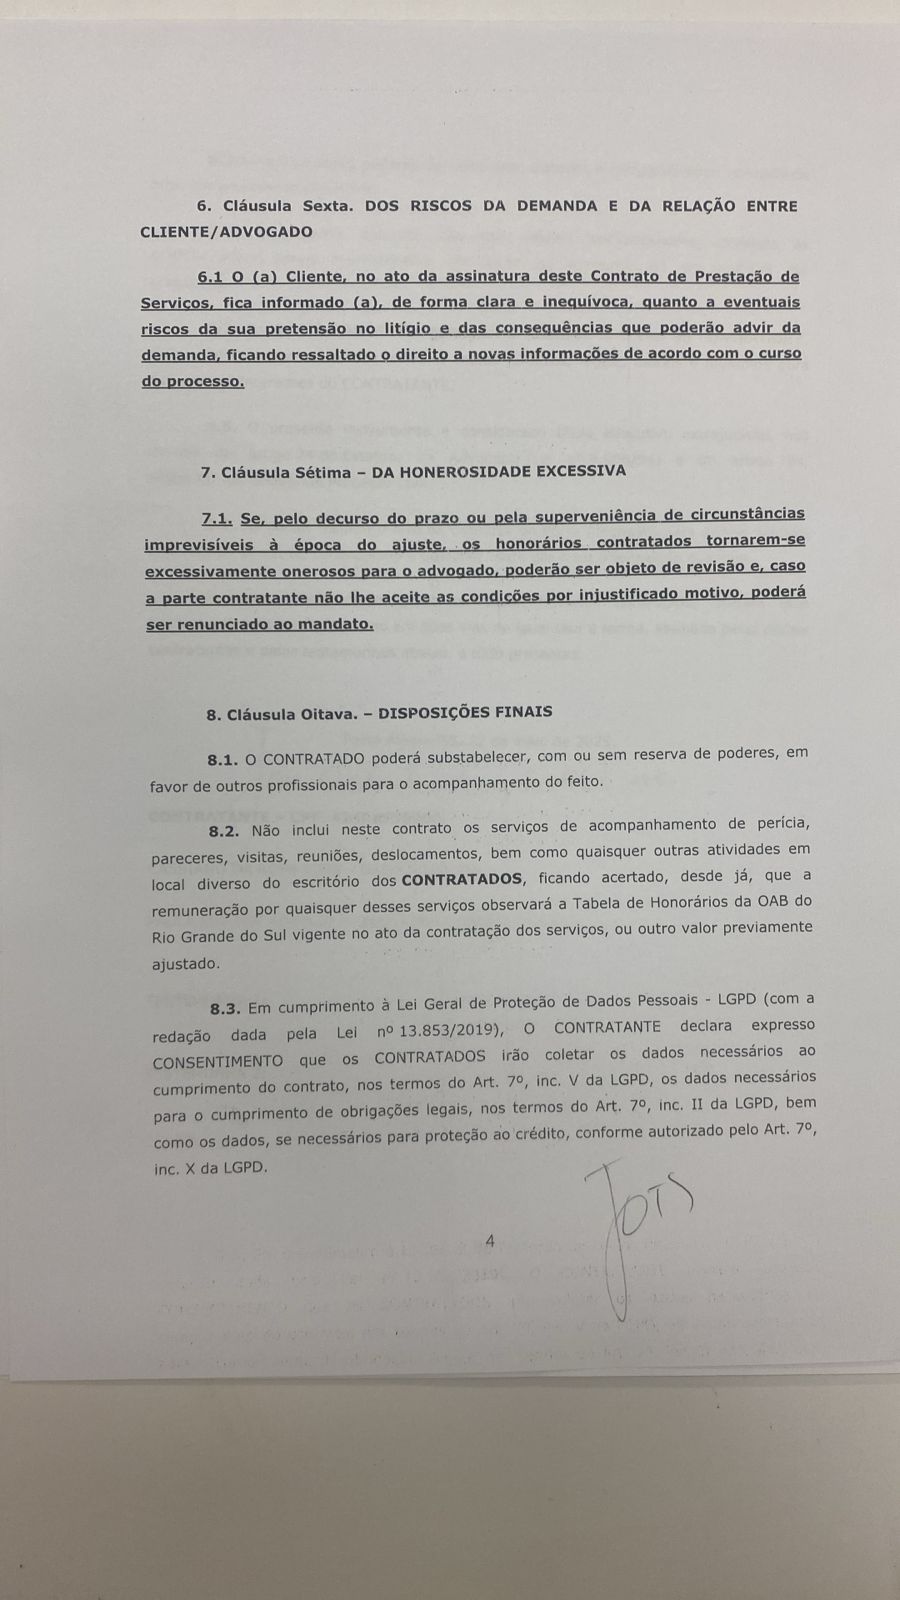 6. Cláusula Sexta. DOS RISCOS DA DEMANDA E DA RELAÇÃO ENTRE
CLIENTE/ADVOGADO
6.1 O (a) Cliente, no ato da assinatura deste Contrato de Prestação de
Serviços, fica informado (a), de forma clara e inequívoca, quanto a eventuais
riscos da sua pretensão no litígio e das consequências que poderão advir da
demanda, ficando ressaltado o direito a novas informações de acordo com o curso
do processo.
7. Cláusula Sétima – DA HONEROSIDADE EXCESSIVA
7.1. Se, pelo decurso do prazo ou pela superveniência de circunstâncias
imprevisíveis à época do ajuste, os honorários contratados tornarem-se
excessivamente onerosos para o advogado, poderão ser objeto de revisão e, caso
a parte contratante não lhe aceite as condições por injustificado motivo, poderá
ser renunciado ao mandato.
8. Cláusula Oitava. – DISPOSIÇÕES FINAIS
8.1. O CONTRATADO poderá substabelecer, com ou sem reserva de poderes, em
favor de outros profissionais para o acompanhamento do feito.
8.2. Não inclui neste contrato os serviços de acompanhamento de perícia,
pareceres, visitas, reuniões, deslocamentos, bem como quaisquer outras atividades em
local diverso do escritório dos CONTRATADOS, ficando acertado, desde já, que a
remuneração por quaisquer desses serviços observará a Tabela de Honorários da OAB do
Rio Grande do Sul vigente no ato da contratação dos serviços, ou outro valor previamente
ajustado.
8.3. Em cumprimento à Lei Geral de Proteção de Dados Pessoais - LGPD (com a
redação dada pela Lei nº 13.853/2019), O CONTRATANTE declara expresso
CONSENTIMENTO que os CONTRATADOS irão coletar os dados necessários ao
cumprimento do contrato, nos termos do Art. 7º, inc. V da LGPD, os dados necessários
para o cumprimento de obrigações legais, nos termos do Art. 7º, inc. II da LGPD, bem
como os dados, se necessários para proteção ao crédito, conforme autorizado pelo Art. 7º,
inc. X da LGPD.
4